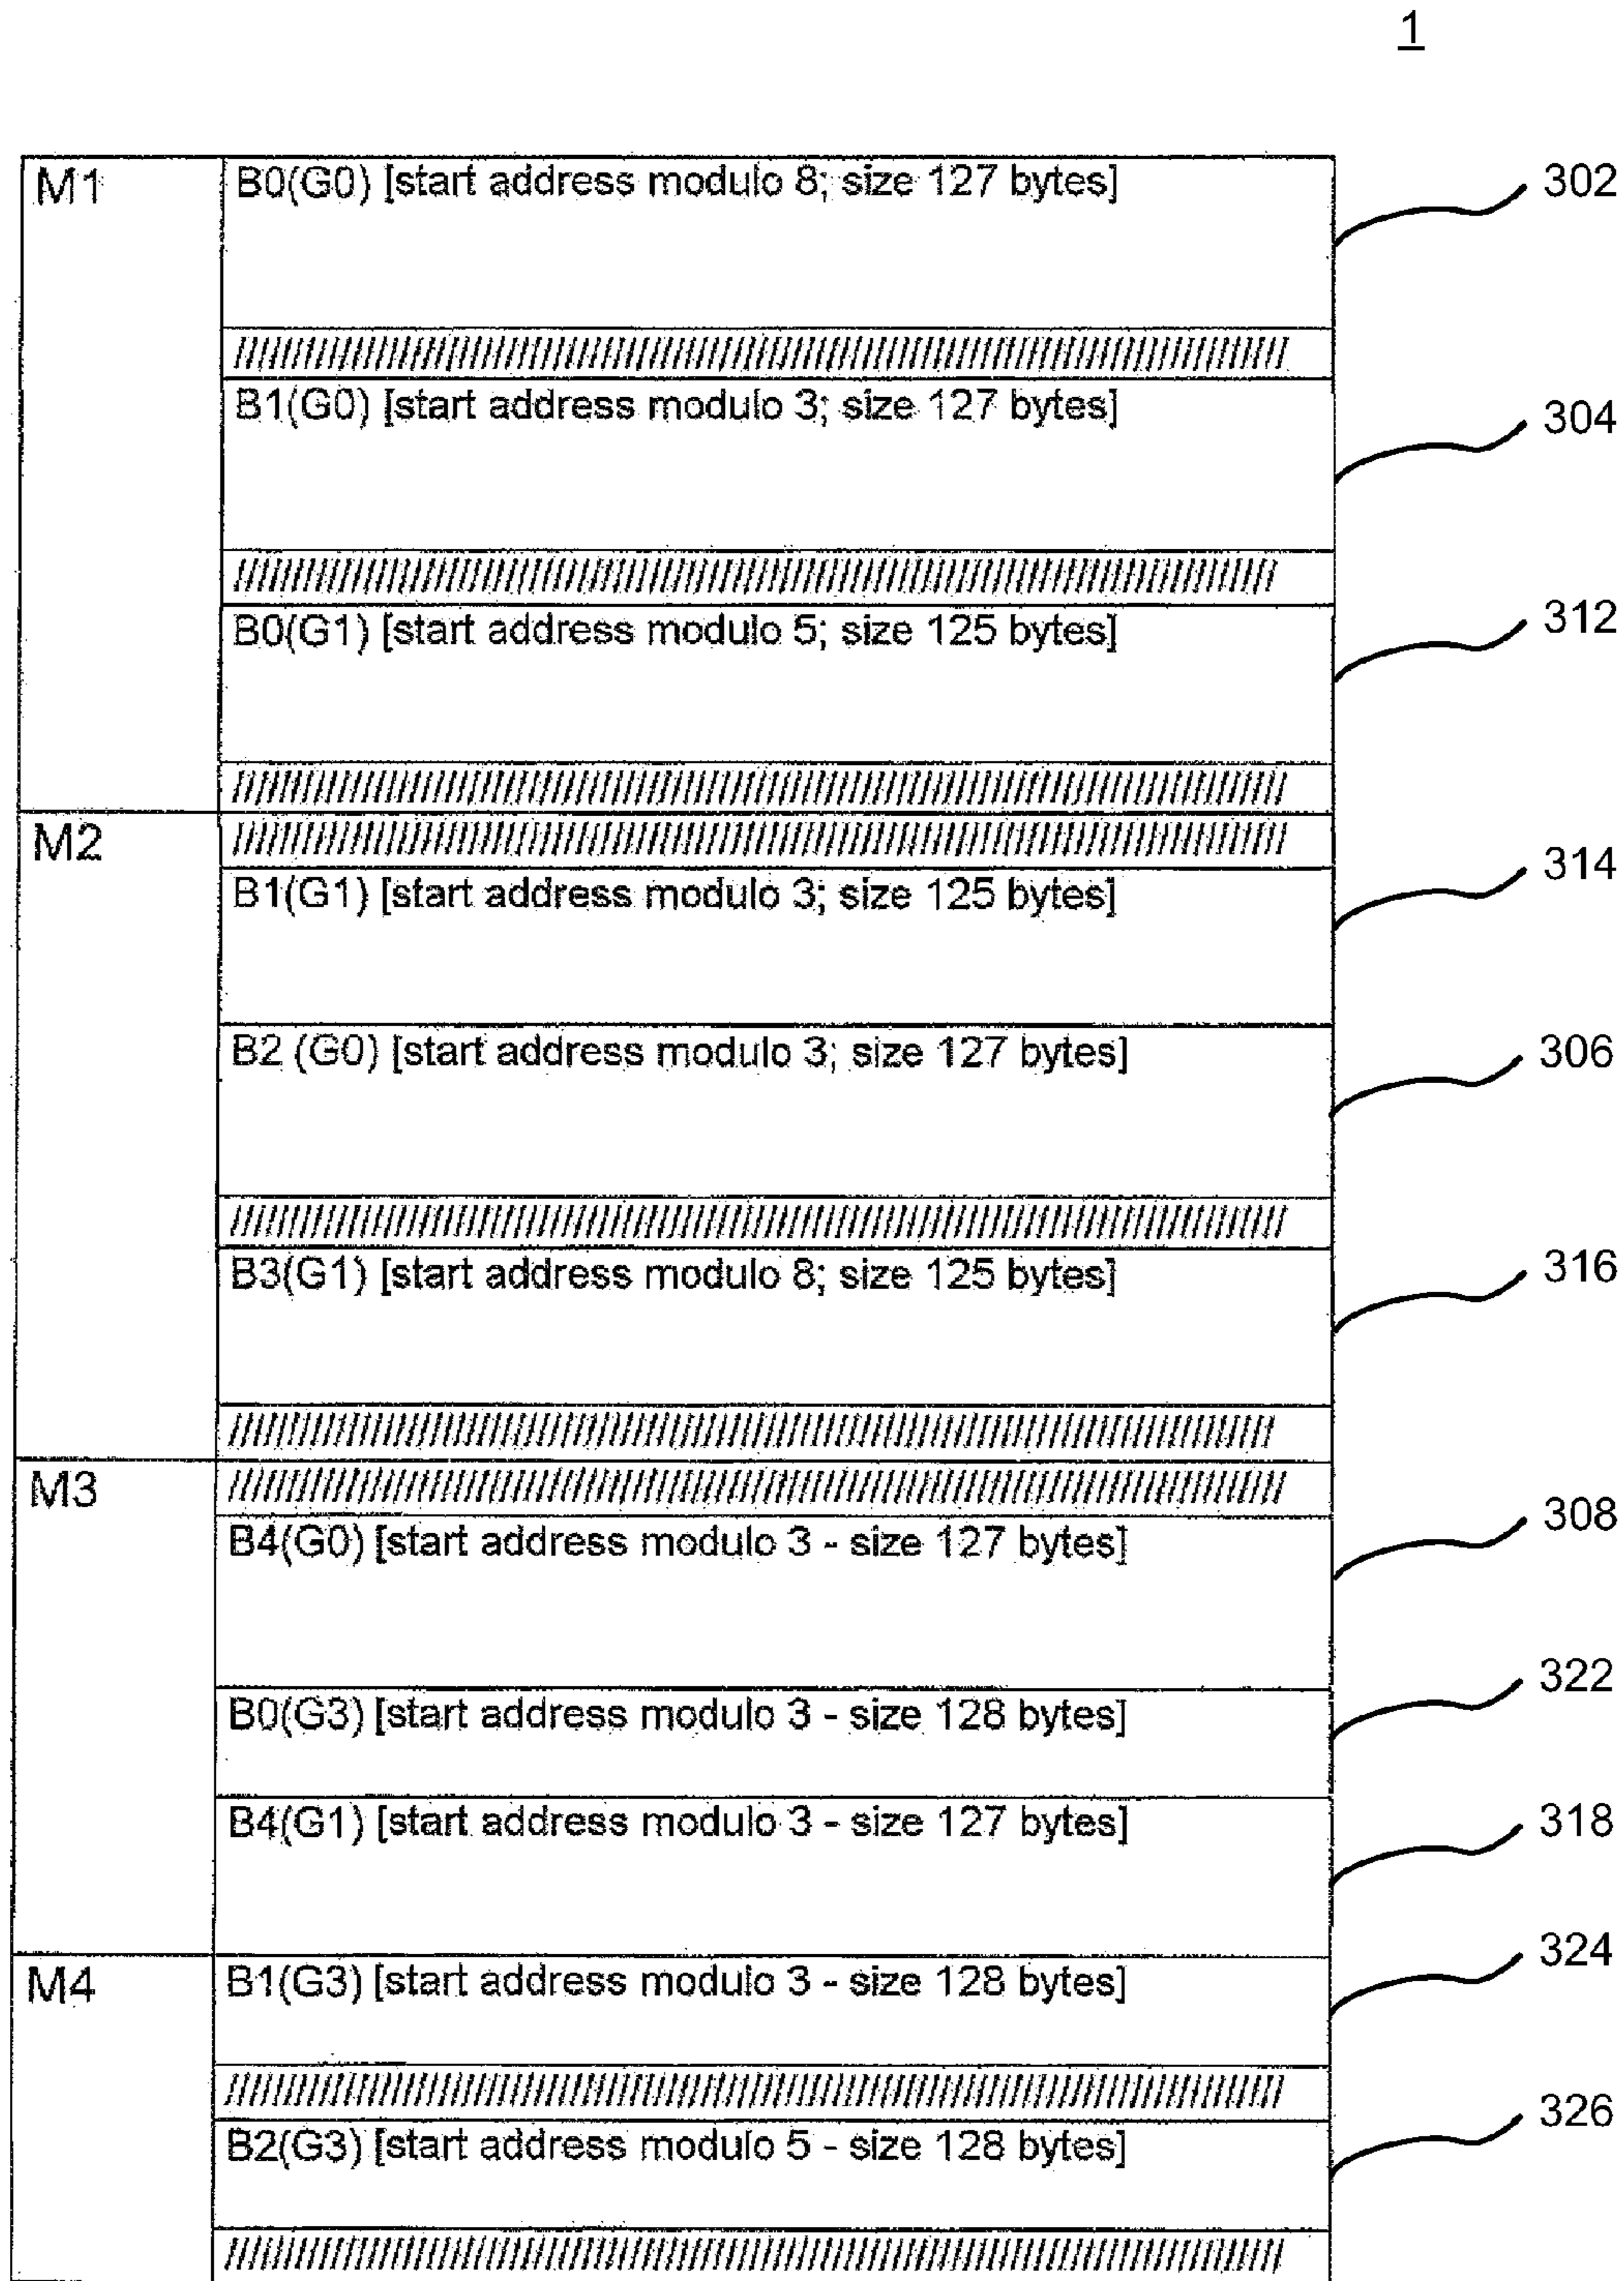 1
M1
B0(G0) [start address modulo 8; size 127 bytes]
302
B1(G0) [start address modulo 3; size 127 bytes]
304
B0(G1) [start address modulo 5; size 125 bytes]
312
M2
B1(G1) [start address modulo 3; size 125 bytes]
314
B2 (G0) [start address modulo 3; size 127 bytes]
306
B3(G1) [start address modulo 8; size 125 bytes]
316
M3
B4(G0) [start address modulo 3 - size 127 bytes]
308
B0(G3) [start address modulo 3 - size 128 bytes]
322
B4(G1) [start address modulo 3 - size 127 bytes]
318
M4
B1(G3) [start address modulo 3 - size 128 bytes]
324
B2(G3) [start address modulo 5 - size 128 bytes]
326